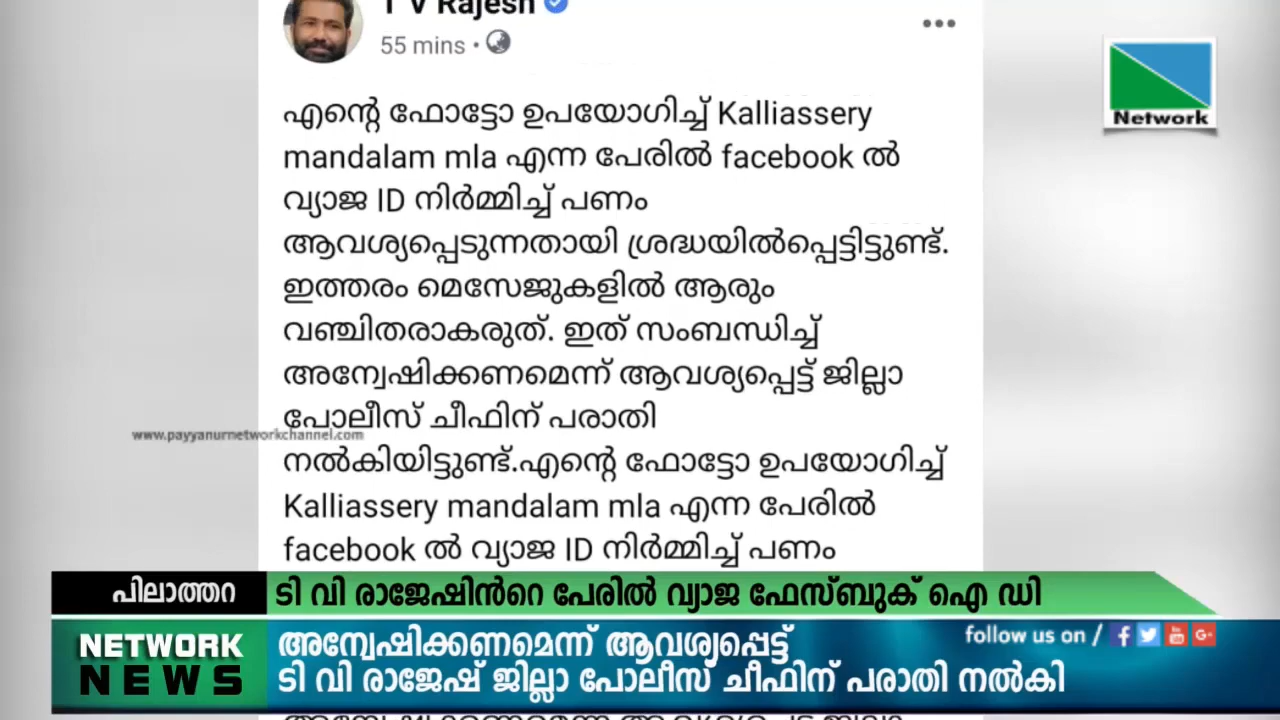 T V Rajesh
55 mins •
Network
എന്റെ ഫോട്ടോ ഉപയോഗിച്ച് Kalliassery
mandalam mla എന്ന പേരിൽ facebook ൽ
വ്യാജ ID നിർമ്മിച്ച് പണം
ആവശ്യപ്പെടുന്നതായി ശ്രദ്ധയിൽപ്പെട്ടിട്ടുണ്ട്.
ഇത്തരം മെസേജുകളിൽ ആരും
വഞ്ചിതരാകരുത്. ഇത് സംബന്ധിച്ച്
അന്വേഷിക്കണമെന്ന് ആവശ്യപ്പെട്ട് ജില്ലാ
പോലീസ് ചീഫിന് പരാതി
www.payyanurnetworkchannel.com
നൽകിയിട്ടുണ്ട്.എന്റെ ഫോട്ടോ ഉപയോഗിച്ച്
Kalliassery mandalam mla എന്ന പേരിൽ
facebook ൽ വ്യാജ ID നിർമ്മിച്ച് പണം
പിലാത്തറ
ടി വി രാജേഷിൻറെ പേരിൽ വ്യാജ ഫേസ്ബുക് ഐ ഡി
NETWORK
NEWS
അന്വേഷിക്കണമെന്ന് ആവശ്യപ്പെട്ട്
ടി വി രാജേഷ് ജില്ലാ പോലീസ് ചീഫിന് പരാതി നൽകി
follow us on /